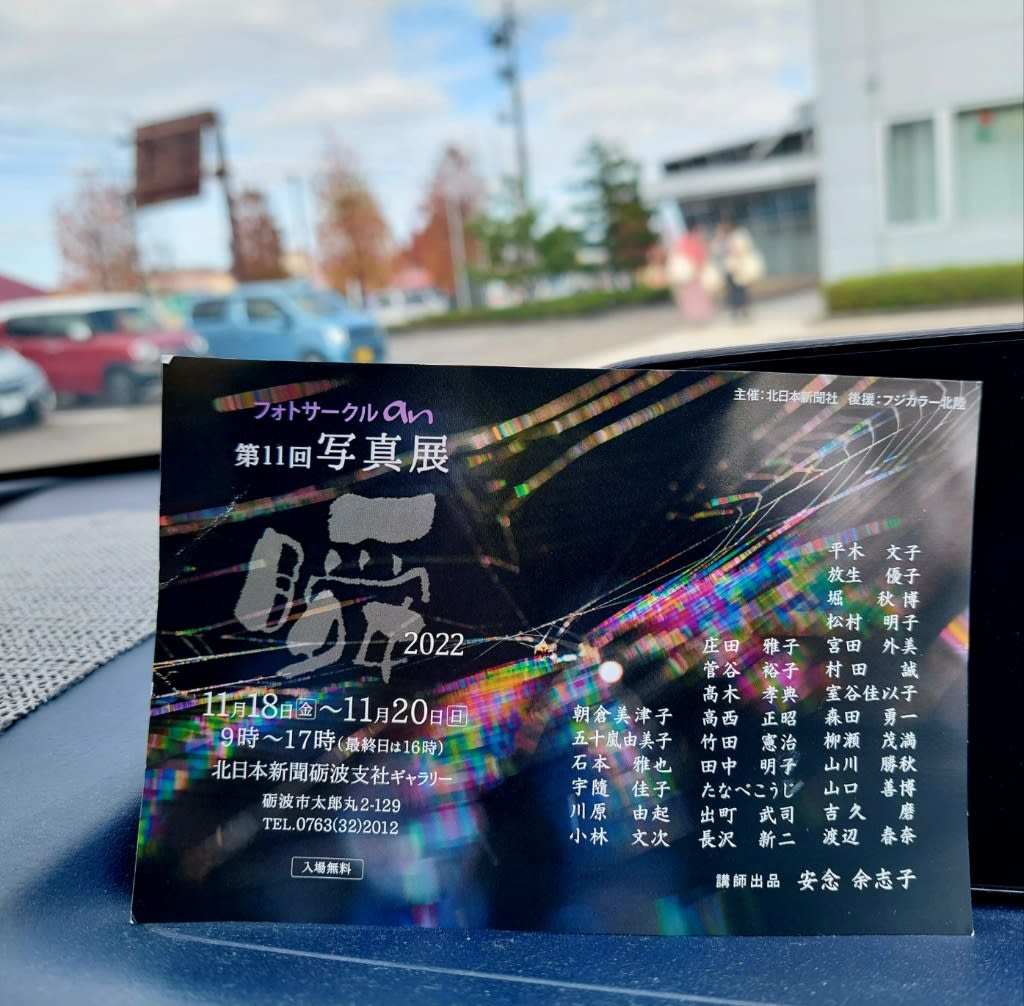 フォトサークルan
第11回写真展
瞬
2022
11月18日金～11月20日日
9時～17時(最終日は16時)
北日本新聞砺波支社ギャラリー
砺波市太郎丸2-129
TEL.0763(32)2012
入場無料
主催:北日本新聞社 後援:フジカラー北陸
朝倉美津子
五十嵐由美子
石本 雅也
宇随 佳子
川原 由起
小林 文次
庄田 雅子
菅谷 裕子
高木 孝典
高西 正昭
竹田 憲治
田中 明子
たなべこうじ
出町 武司
長沢 新二
平木 文子
放生 優子
堀 秋博
松村 明子
宮田 外美
村田 誠
室谷佳以子
森田 勇一
柳瀬 茂満
山川 勝秋
山口 善博
吉久 磨
渡辺 春奈
講師出品 安念 余志子